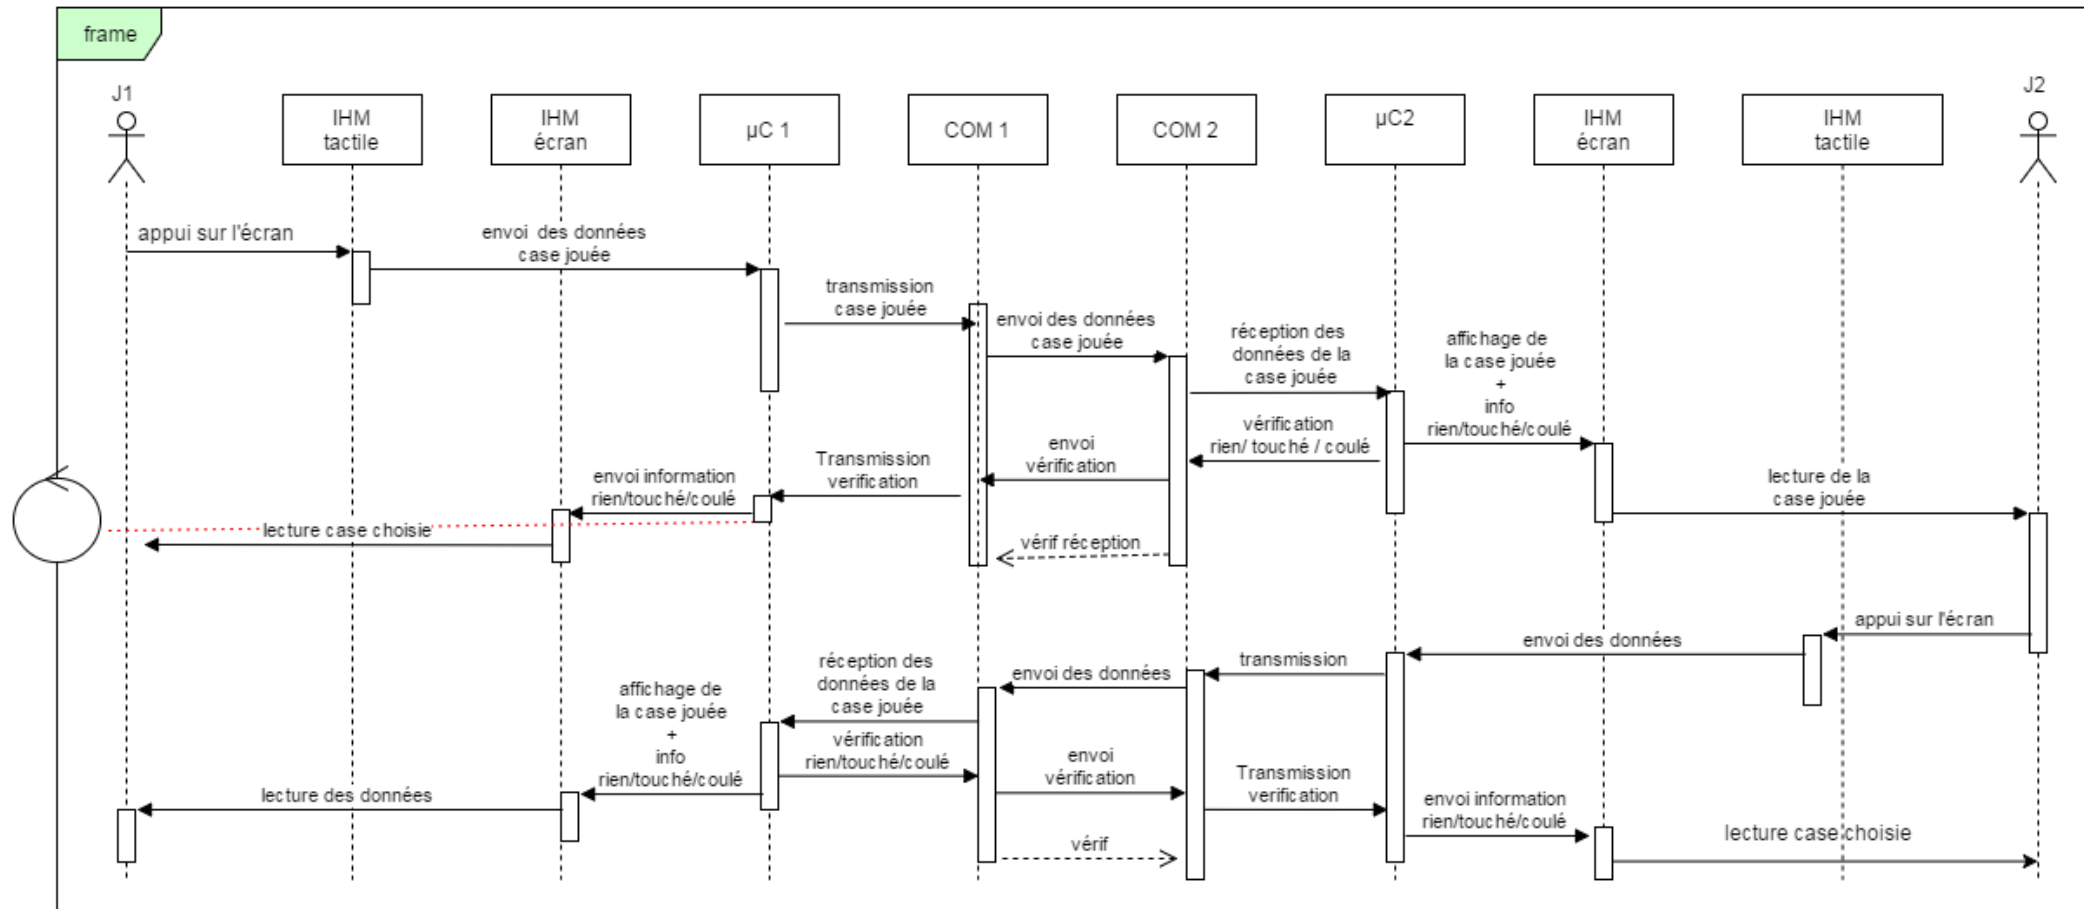 frame
J1
IHM
tactile
IHM
écran
µC 1
COM 1
COM 2
µC2
IHM
écran
IHM
tactile
J2
appui sur l'écran
envoi des données
case jouée
transmission
case jouée
envoi des données
case jouée
réception des
données de la
case jouée
affichage de
la case jouée
+
info
rien/touché/coulé
vérification
rien/ touché / coulé
envoi
vérification
Transmission
verification
envoi information
rien/touché/coulé
lecture case choisie
lecture de la
case jouée
vérif réception
appui sur l'écran
envoi des données
transmission
envoi des données
réception des
données de la
case jouée
affichage de
la case jouée
+
info
rien/touché/coulé
vérification
rien/touché/coulé
envoi
vérification
Transmission
verification
lecture des données
envoi information
rien/touché/coulé
lecture case choisie
vérif